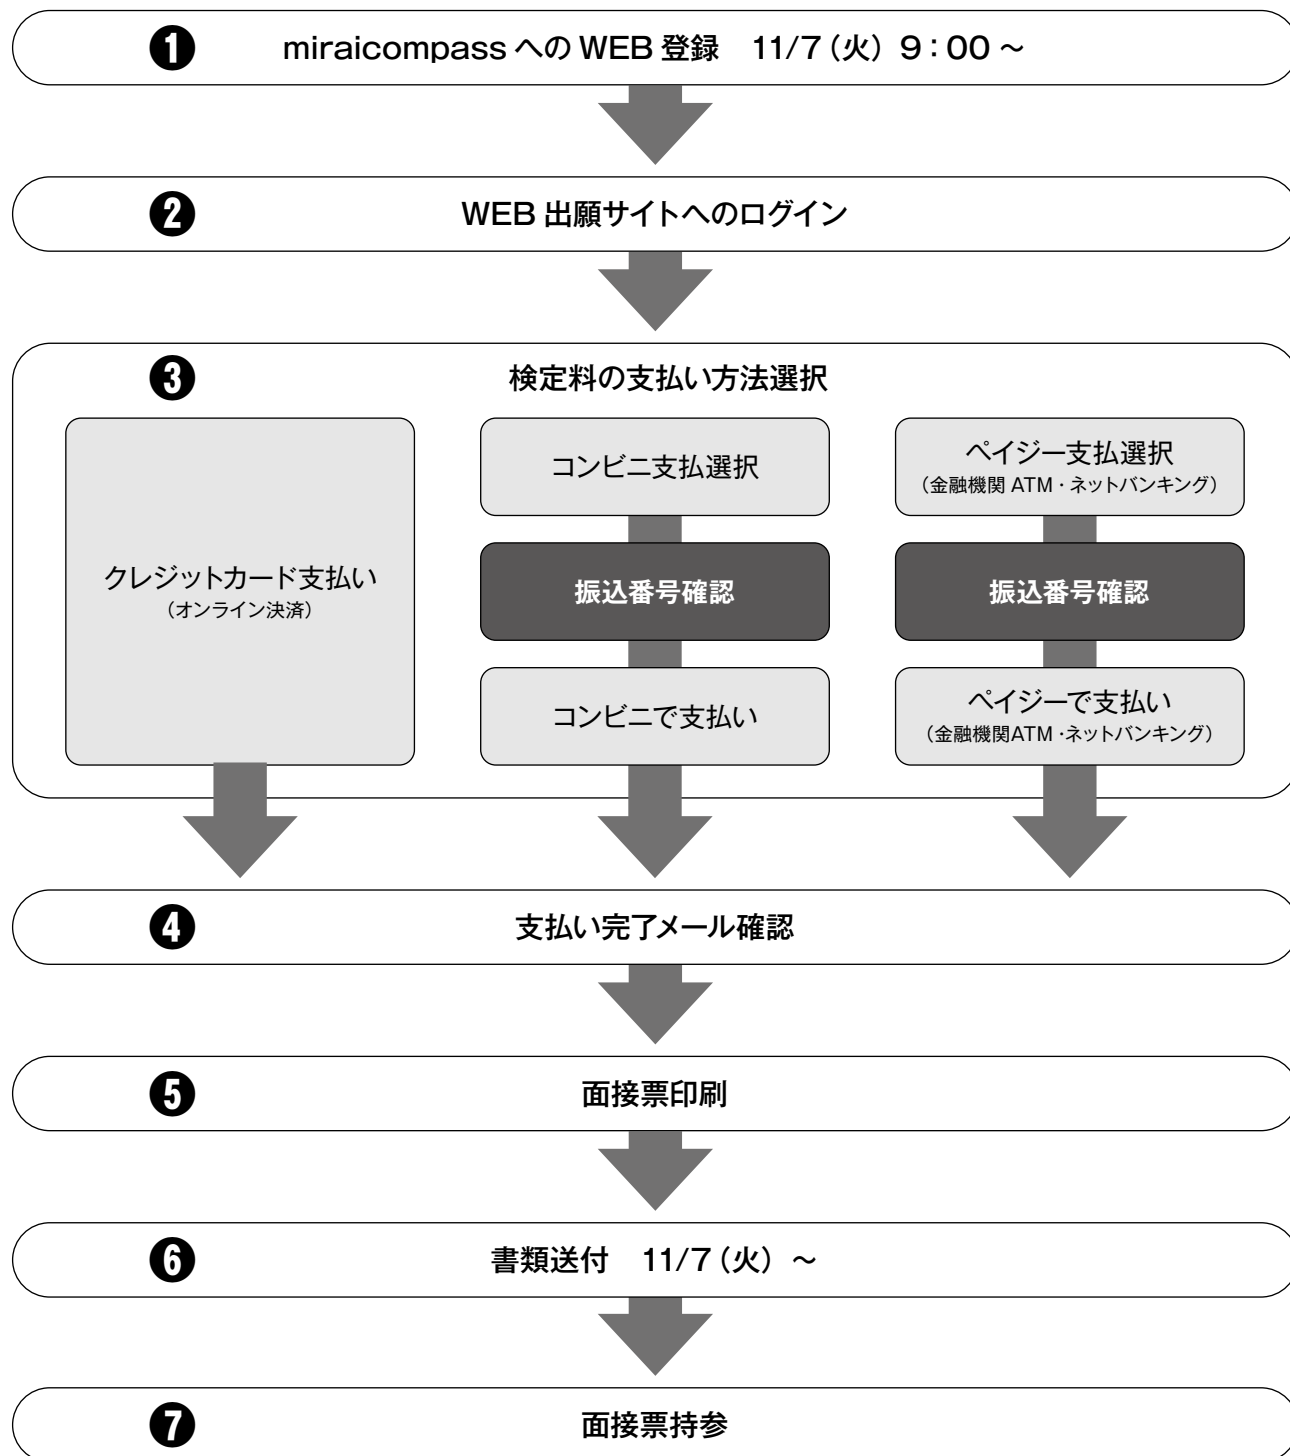 ❶ miraicompass への WEB 登録　11/7（火）9：00 ～
❷ WEB 出願サイトへのログイン
❸ 検定料の支払い方法選択
クレジットカード支払い
（オンライン決済）
コンビニ支払選択
振込番号確認
コンビニで支払い
ペイジー支払選択
（金融機関 ATM・ネットバンキング）
振込番号確認
ペイジーで支払い
（金融機関ATM・ネットバンキング）
❹ 支払い完了メール確認
❺ 面接票印刷
❻ 書類送付　11/7（火）～
❼ 面接票持参